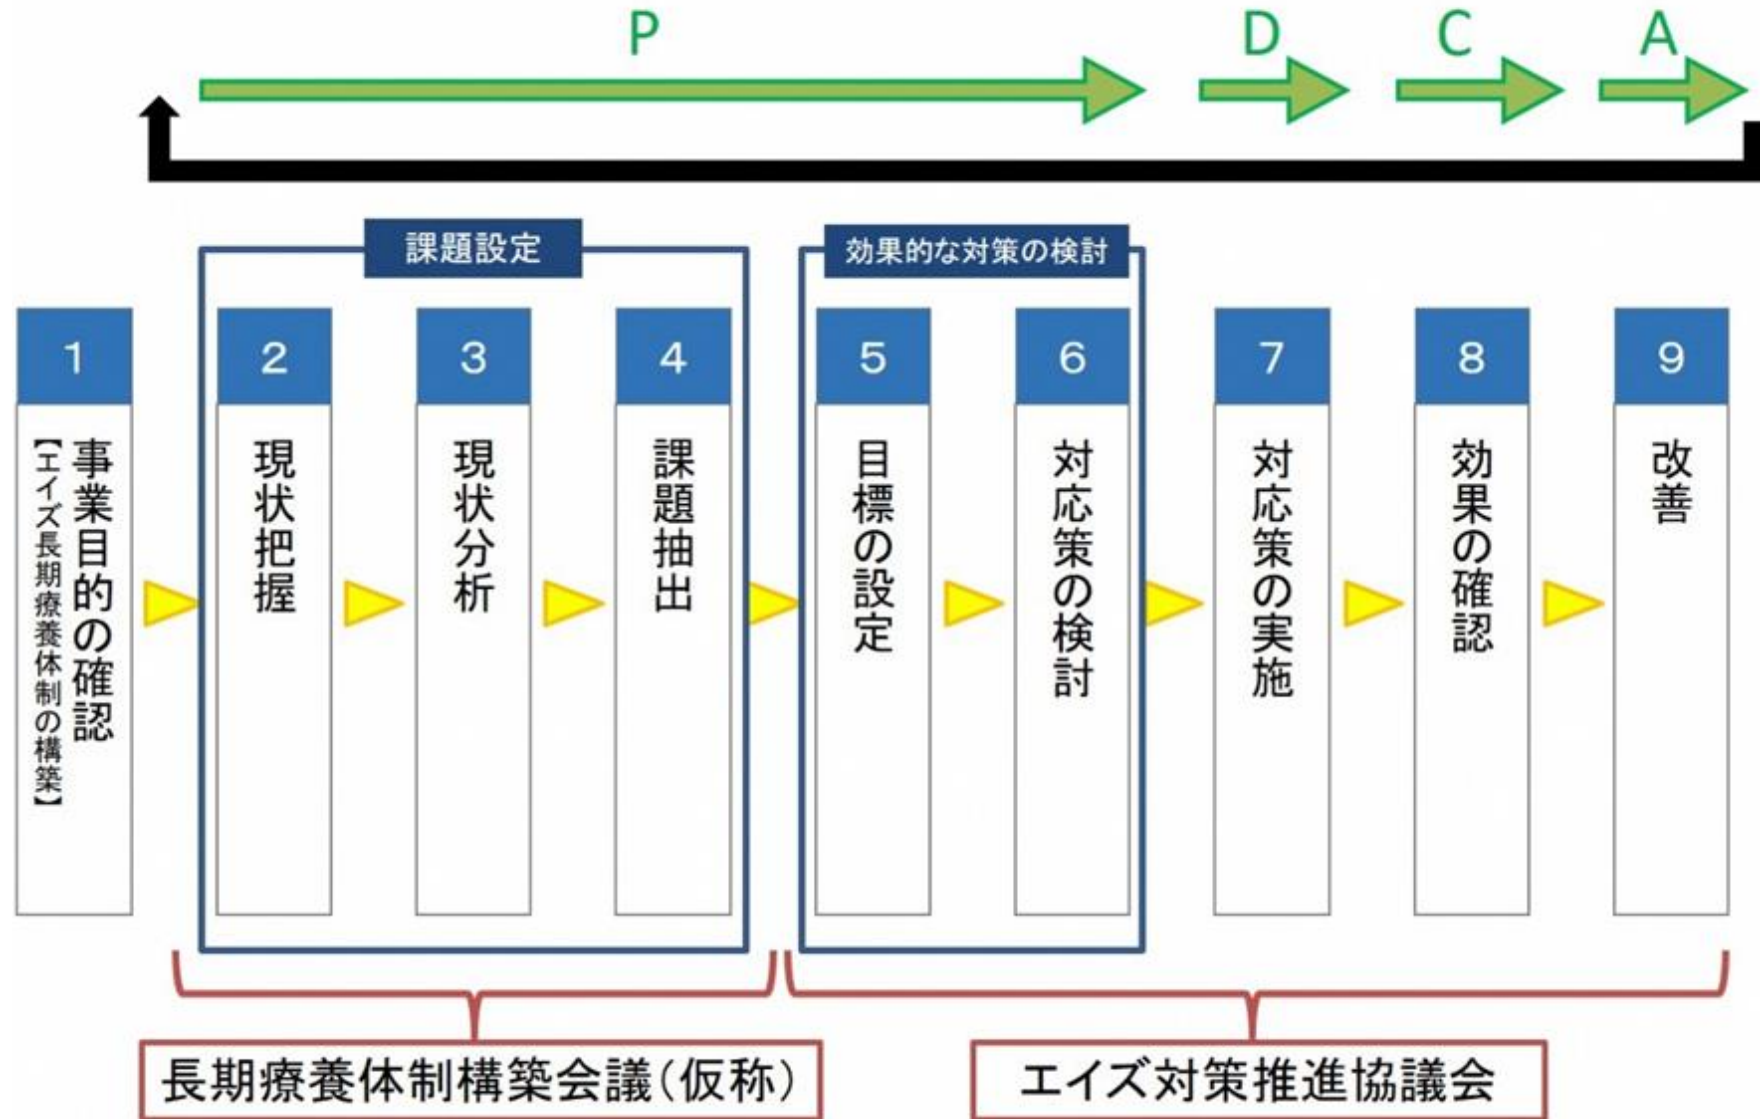 P
D
C
A
課題設定
効果的な対策の検討
1
事業目的の確認
【エイズ長期療養体制の構築】
2
現状把握
3
現状分析
4
課題抽出
5
目標の設定
6
対応策の検討
7
対応策の実施
8
効果の確認
9
改善
長期療養体制構築会議(仮称)
エイズ対策推進協議会